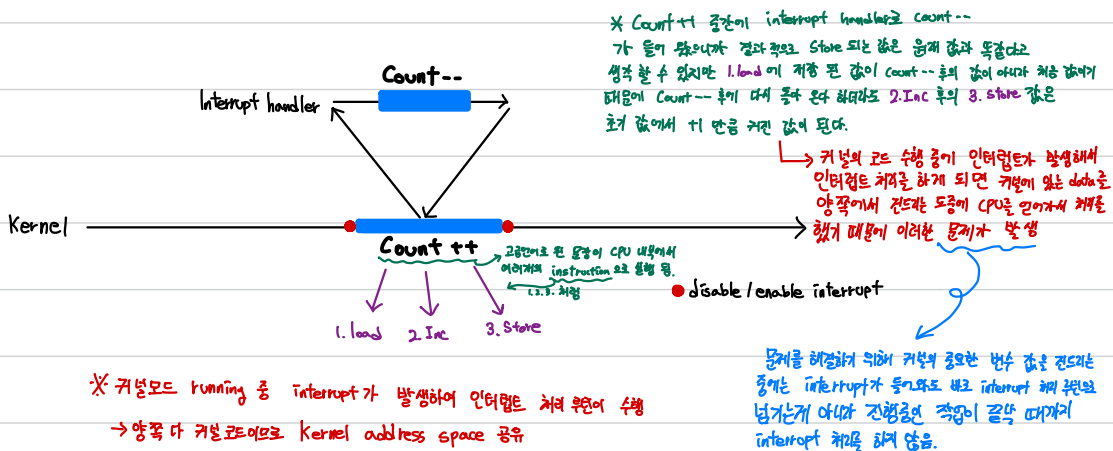 ※ Count++ 중간에 interrupt handler로 count--
가 들어 왔으니까 결과적으로 Store 되는 값은 원래 값과 똑같다고
생각 할 수 있지만 1.load에 저장 된 값이 count-- 후의 값이 아니라 처음 값이기
때문에 Count-- 후에 다시 돌아 온다 하더라도 2.Inc 후의 3.Store 값은
초기 값에서 +1 만큼 커진 값이 된다.
Count--
Interrupt handler
커널의 코드 수행 중에 인터럽트가 발생해서
인터럽트 처리를 하게 되면 커널에 있는 data를
양쪽에서 건드리는 도중에 CPU를 얻어가서 처리를
했기 때문에 이러한 문제가 발생
Kernel
Count ++
고급언어로 된 문장이 CPU 내부에서
여러개의 instruction 으로 실행 됨.
1.2.3. 처럼
disable/enable interrupt
1.load 2.Inc 3.Store
문제를 해결하기 위해 커널의 중요한 변수 값을 건드리는
중에는 interrupt가 들어와도 바로 interrupt 처리 루틴으로
넘기는게 아니라 진행중인 작업이 끝날 때까지
interrupt 처리를 하지 않음.
※ 커널모드 running 중 interrupt가 발생하여 인터럽트 처리 루틴이 수행
→ 양쪽 다 커널 코드이므로 Kernel address space 공유